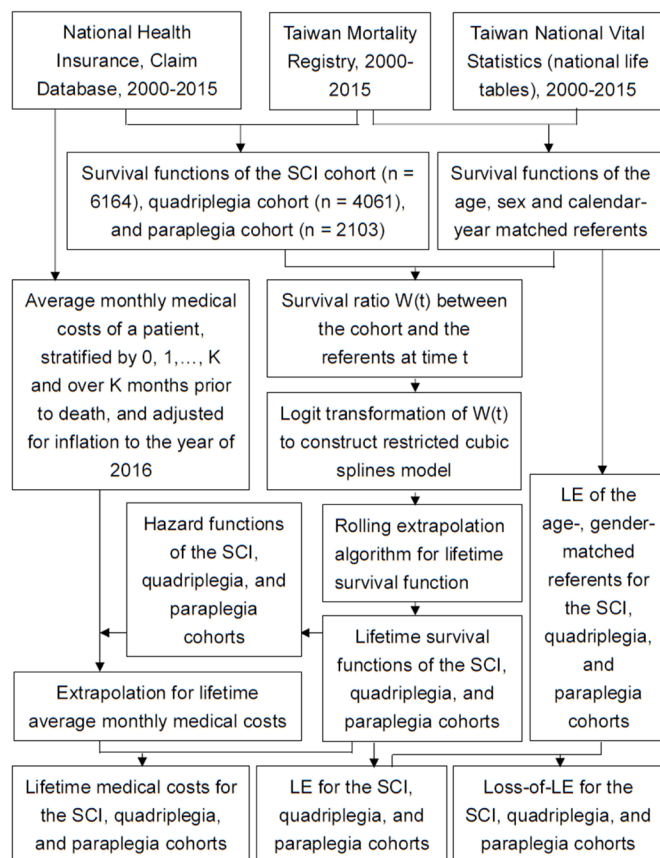 National Health
Insurance, Claim
Database, 2000-2015
Taiwan Mortality
Registry, 2000-
2015
Taiwan National Vital
Statistics (national life
tables), 2000-2015
Survival functions of the SCI cohort (n =
6164), quadriplegia cohort (n = 4061),
and paraplegia cohort (n = 2103)
Survival functions of the
age, sex and calendar-
year matched referents
Average monthly medical
costs of a patient,
stratified by 0, 1,..., K
and over K months prior
to death, and adjusted
for inflation to the year of
2016
Survival ratio W(t) between
the cohort and the
referents at time t
Logit transformation of W(t)
to construct restricted cubic
splines model
Hazard functions
of the SCI,
quadriplegia, and
paraplegia
cohorts
Rolling extrapolation
algorithm for lifetime
survival function
LE of the
age-, gender-
matched
referents for
the SCI,
quadriplegia,
and
paraplegia
cohorts
Lifetime survival
functions of the SCI,
quadriplegia, and
paraplegia cohorts
Extrapolation for lifetime
average monthly medical costs
Lifetime medical costs for
the SCI, quadriplegia,
and paraplegia cohorts
LE for the SCI,
quadriplegia, and
paraplegia cohorts
Loss-of-LE for the
SCI, quadriplegia, and
paraplegia cohorts